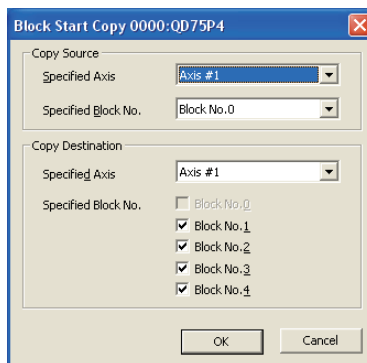 Block Start Copy 0000:QD75P4
Copy Source
Specified Axis Axis #1
Specified Block No. Block No.0
Copy Destination
Specified Axis Axis #1
Specified Block No. Block No.0
Block No.1
Block No.2
Block No.3
Block No.4
OK Cancel